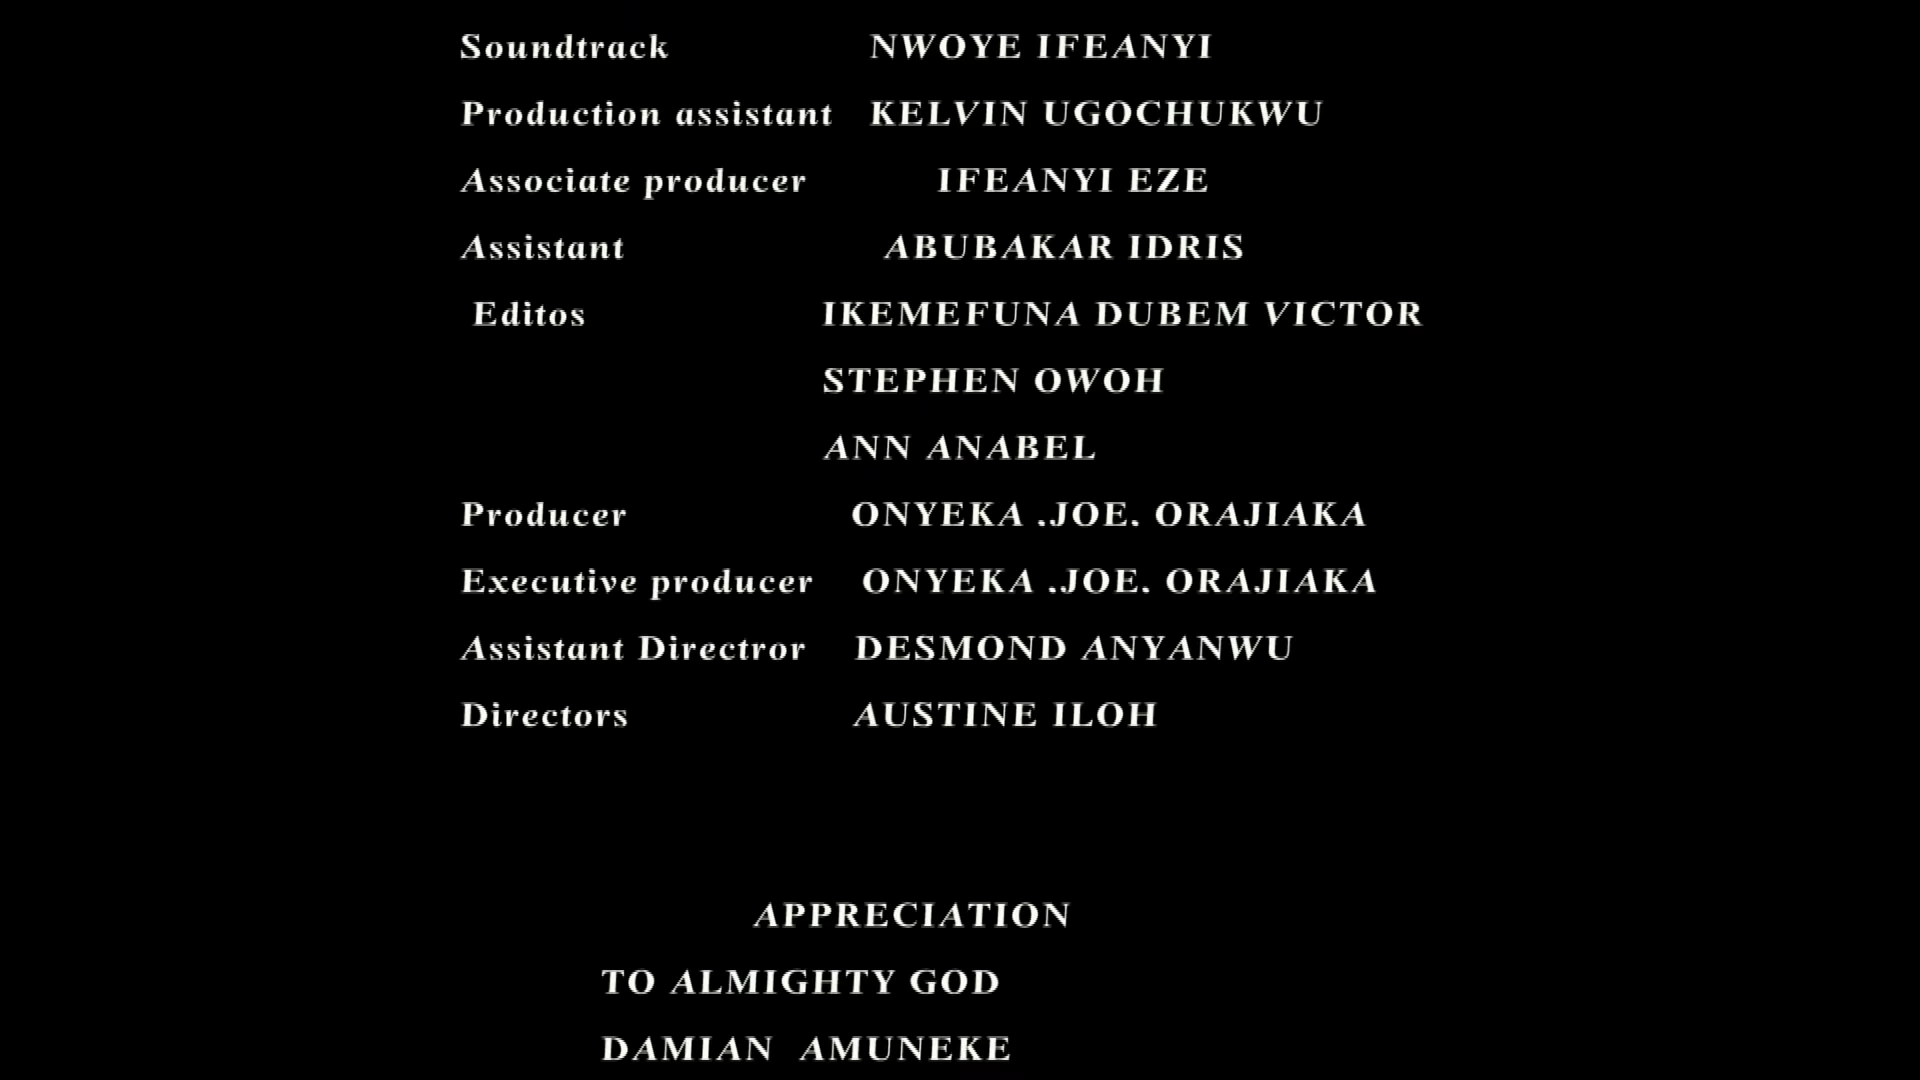 Soundtrack NWOYE IFEANYI
Production assistant KELVIN UGOCHUKWU
Associate producer IFEANYI EZE
Assistant ABUBAKAR IDRIS
Editos IKEMEFUNA DUBEM VICTOR
STEPHEN OWOH
ANN ANABEL
Producer ONYEKA .JOE. ORAJIAKA
Executive producer ONYEKA .JOE. ORAJIAKA
Assistant Directror DESMOND ANYANWU
Directors AUSTINE ILOH
APPRECIATION
TO ALMIGHTY GOD
DAMIAN AMUNEKE